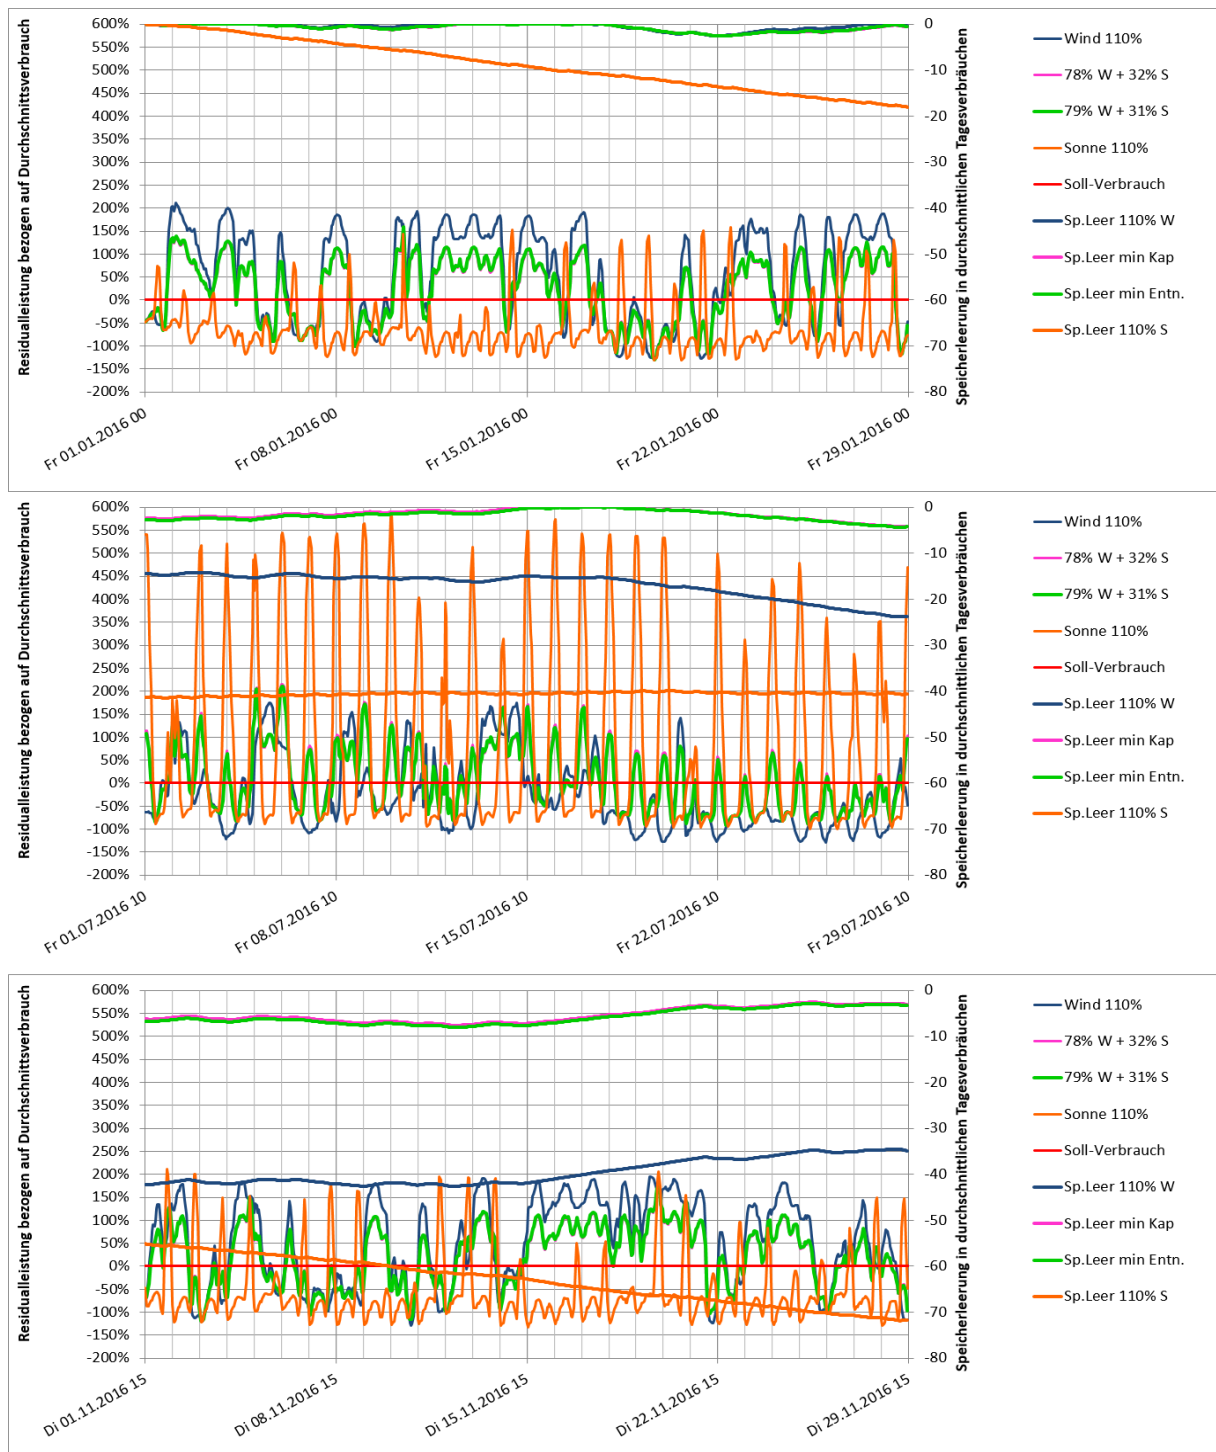 Residualleistung bezogen auf Durchschnittsverbrauch
600%
550%
500%
450%
400%
350%
300%
250%
200%
150%
100%
50%
0%
-50%
-100%
-150%
-200%
0
-10
-20
-30
-40
-50
-60
-70
-80
Speicherleerung in durchschnittlichen Tagesverbräuchen
Fr 01.01.2016 00
Fr 08.01.2016 00
Fr 15.01.2016 00
Fr 22.01.2016 00
Fr 29.01.2016 00
Wind 110%
78% W + 32% S
79% W + 31% S
Sonne 110%
Soll-Verbrauch
Sp.Leer 110% W
Sp.Leer min Kap
Sp.Leer min Entn.
Sp.Leer 110% S
Residualleistung bezogen auf Durchschnittsverbrauch
600%
550%
500%
450%
400%
350%
300%
250%
200%
150%
100%
50%
0%
-50%
-100%
-150%
-200%
0
-10
-20
-30
-40
-50
-60
-70
-80
Speicherleerung in durchschnittlichen Tagesverbräuchen
Fr 01.07.2016 10
Fr 08.07.2016 10
Fr 15.07.2016 10
Fr 22.07.2016 10
Fr 29.07.2016 10
Wind 110%
78% W + 32% S
79% W + 31% S
Sonne 110%
Soll-Verbrauch
Sp.Leer 110% W
Sp.Leer min Kap
Sp.Leer min Entn.
Sp.Leer 110% S
Residualleistung bezogen auf Durchschnittsverbrauch
600%
550%
500%
450%
400%
350%
300%
250%
200%
150%
100%
50%
0%
-50%
-100%
-150%
-200%
0
-10
-20
-30
-40
-50
-60
-70
-80
Speicherleerung in durchschnittlichen Tagesverbräuchen
Di 01.11.2016 15
Di 08.11.2016 15
Di 15.11.2016 15
Di 22.11.2016 15
Di 29.11.2016 15
Wind 110%
78% W + 32% S
79% W + 31% S
Sonne 110%
Soll-Verbrauch
Sp.Leer 110% W
Sp.Leer min Kap
Sp.Leer min Entn.
Sp.Leer 110% S